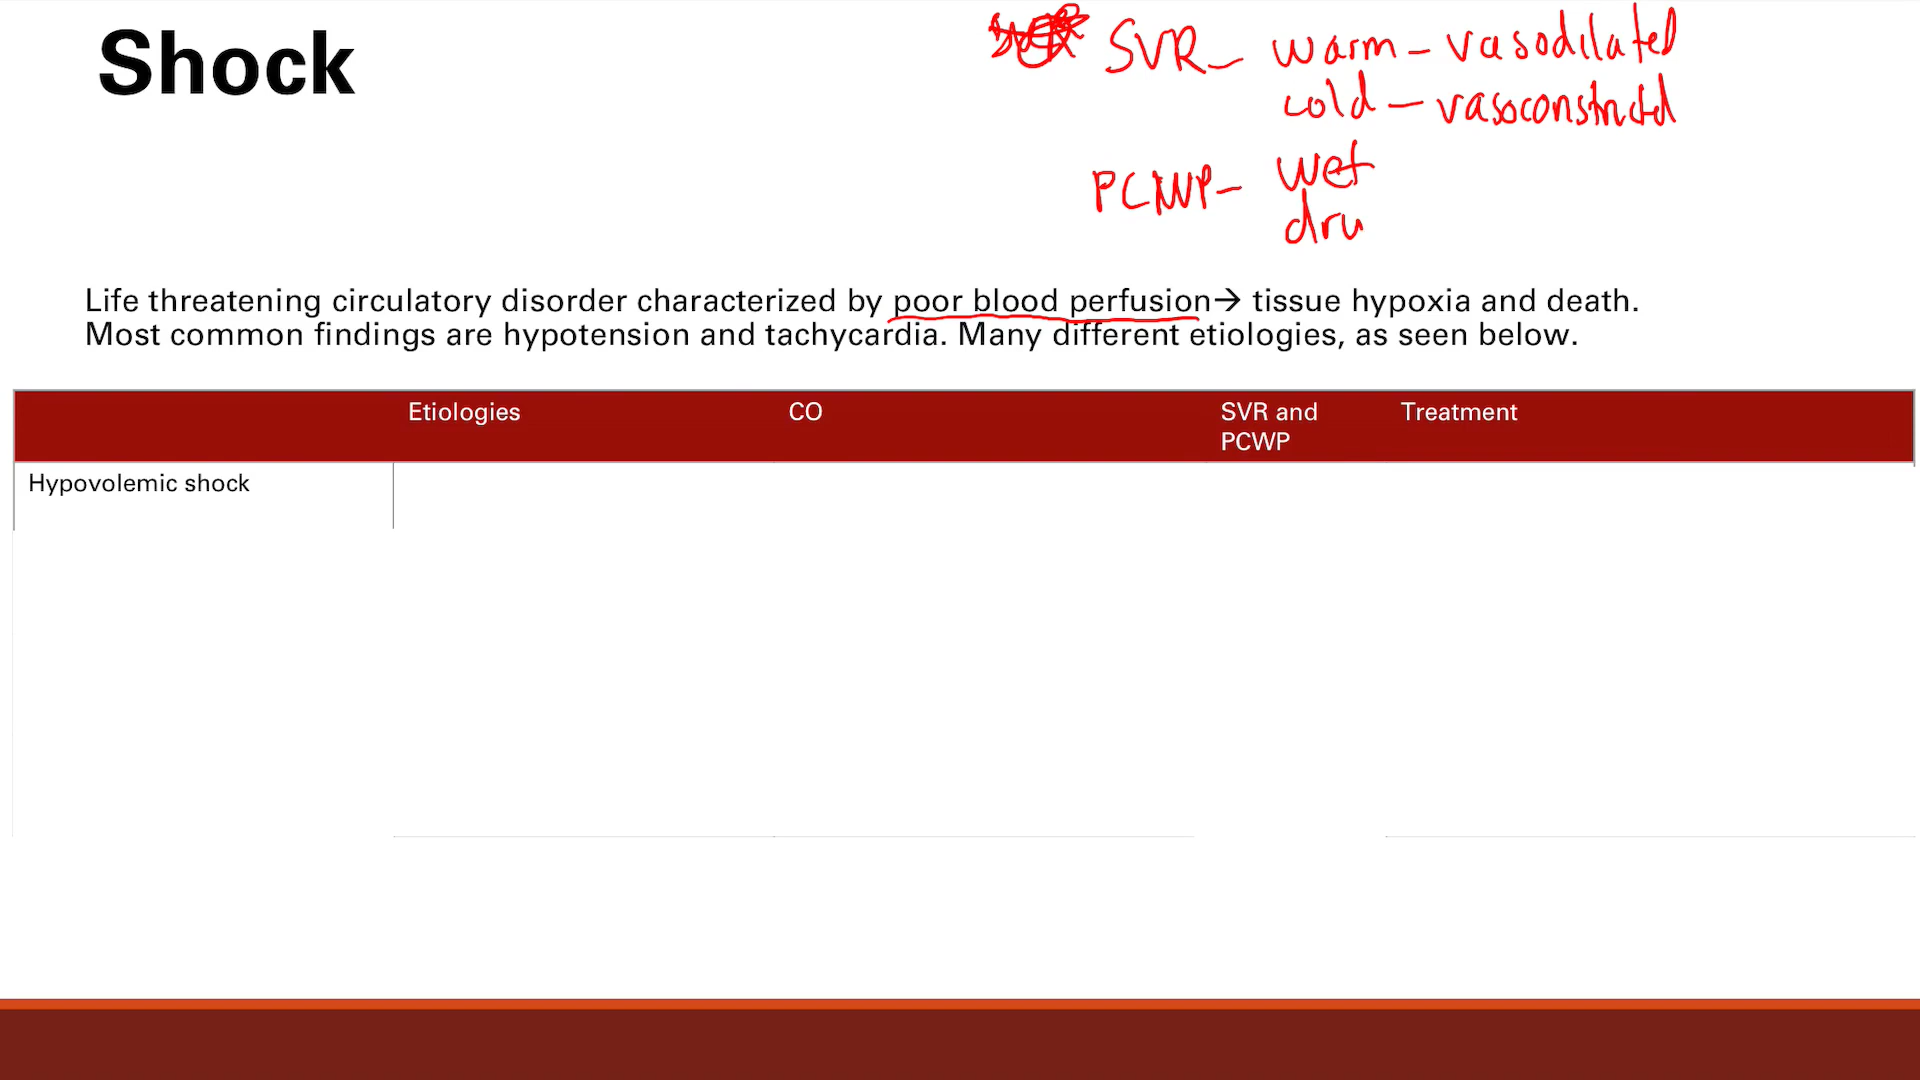 Shock
SVR - warm - vasodilated
cold - vasoconstrictd
PCWP - wet
dry
Life threatening circulatory disorder characterized by poor blood perfusion→ tissue hypoxia and death.
Most common findings are hypotension and tachycardia. Many different etiologies, as seen below.
Etiologies CO SVR and PCWP Treatment
Hypovolemic shock